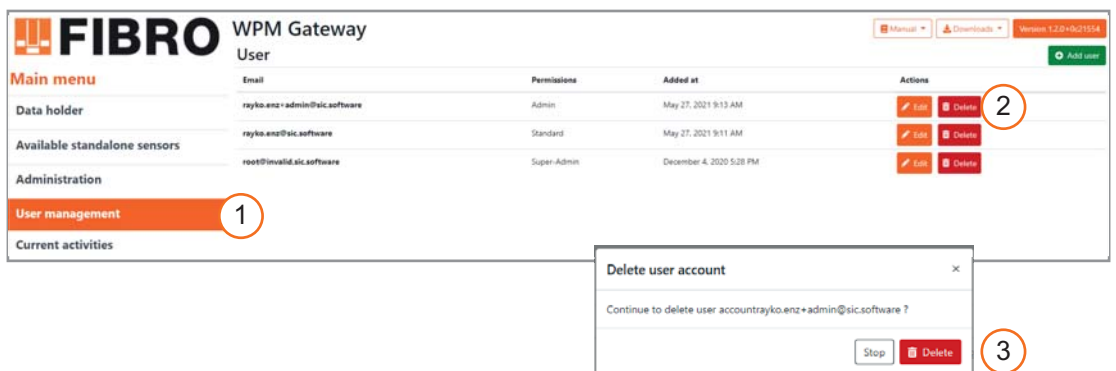 FIBRO
WPM Gateway
Manual
Downloads
Version 1.2.0+0c21554
User
Add user
Main menu
Email Permissions Added at Actions
Data holder
rayko.enz+admin@sic.software Admin May 27, 2021 9:13 AM Edit Delete 2
rayko.enz@sic.software Standard May 27, 2021 9:11 AM Edit Delete
Available standalone sensors
root@invalid.sic.software Super-Admin December 4, 2020 5:28 PM Edit Delete
Administration
User management 1
Current activities
Delete user account ×
Continue to delete user accountrayko.enz+admin@sic.software ?
Stop Delete 3